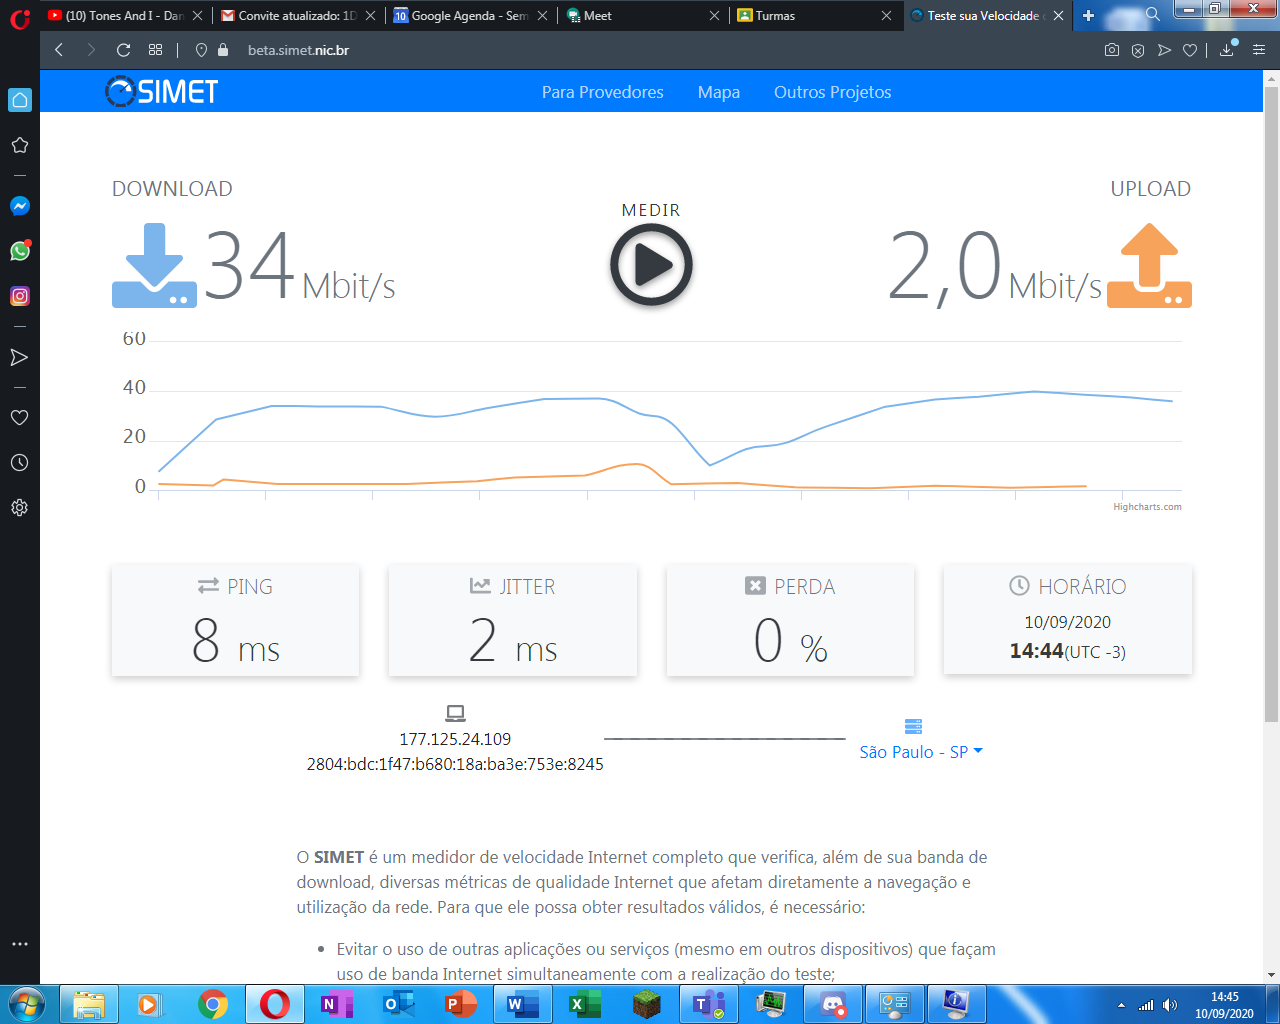 (10) Tones And I - Dan
Convite atualizado: 1D
10 Google Agenda - Sem
Meet
Turmas
Teste sua Velocidade
beta.simet.nic.br
SIMET
Para Provedores
Mapa
Outros Projetos
DOWNLOAD
MEDIR
UPLOAD
34 Mbit/s
2,0 Mbit/s
60
40
20
0
Highcharts.com
PING
JITTER
PERDA
HORÁRIO
8 ms
2 ms
0 %
10/09/2020
14:44(UTC -3)
177.125.24.109
2804:bdc:1f47:b680:18a:ba3e:753e:8245
São Paulo - SP
O SIMET é um medidor de velocidade Internet completo que verifica, além de sua banda de
download, diversas métricas de qualidade Internet que afetam diretamente a navegação e
utilização da rede. Para que ele possa obter resultados válidos, é necessário:
• Evitar o uso de outras aplicações ou serviços (mesmo em outros dispositivos) que façam
uso de banda Internet simultaneamente com a realização do teste;
14:45
10/09/2020